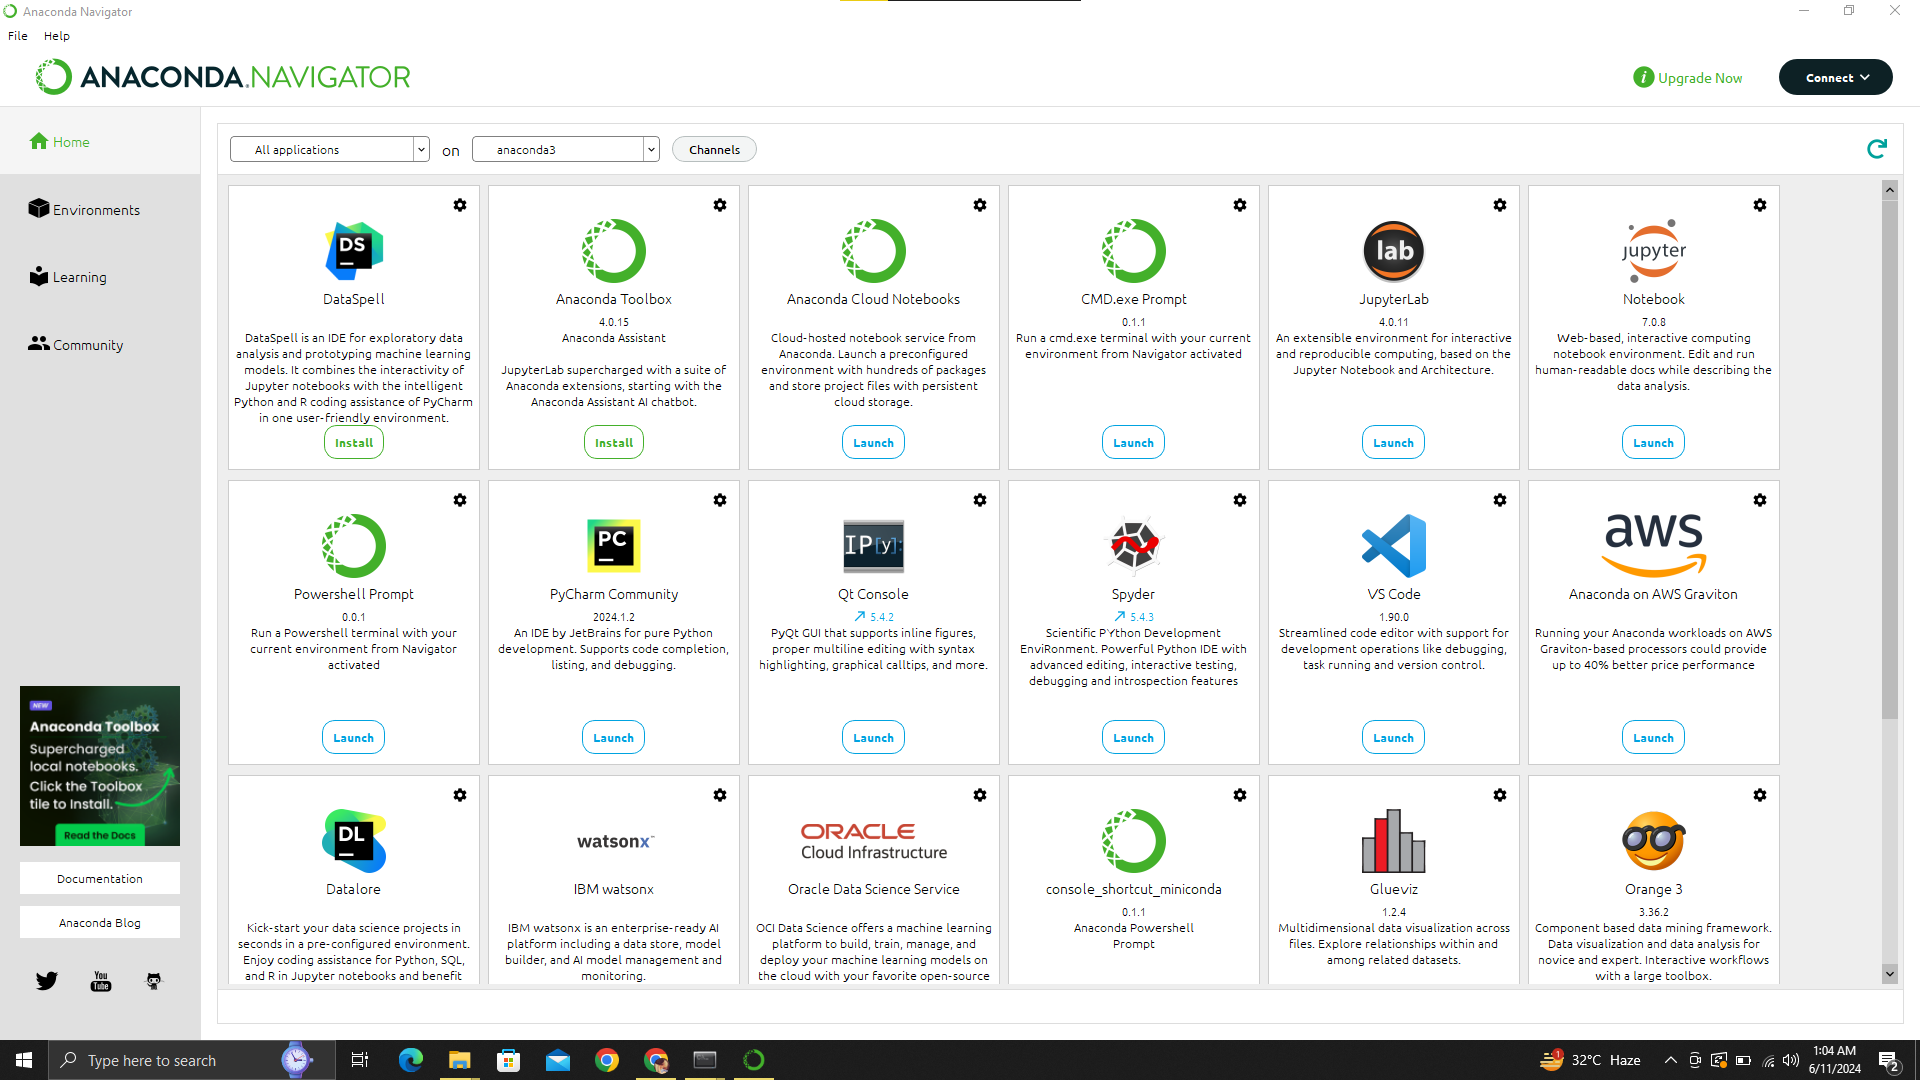 Anaconda Navigator
File Help
ANACONDA.NAVIGATOR
Upgrade Now
Connect
Home
Environments
Learning
Community
All applications on anaconda3 Channels
DS
DataSpell
DataSpell is an IDE for exploratory data
analysis and prototyping machine learning
models. It combines the interactivity of
Jupyter notebooks with the intelligent
Python and R coding assistance of PyCharm
in one user-friendly environment.
Install
Anaconda Toolbox
4.0.15
Anaconda Assistant
JupyterLab supercharged with a suite of
Anaconda extensions, starting with the
Anaconda Assistant AI chatbot.
Install
Anaconda Cloud Notebooks
Cloud-hosted notebook service from
Anaconda. Launch a preconfigured
environment with hundreds of packages
and store project files with persistent
cloud storage.
Launch
CMD.exe Prompt
0.1.1
Run a cmd.exe terminal with your current
environment from Navigator activated
Launch
lab
JupyterLab
4.0.11
An extensible environment for interactive
and reproducible computing, based on the
Jupyter Notebook and Architecture.
Launch
jupyter
Notebook
7.0.8
Web-based, interactive computing
notebook environment. Edit and run
human-readable docs while describing the
data analysis.
Launch
Powershell Prompt
0.0.1
Run a Powershell terminal with your
current environment from Navigator
activated
Launch
PC
PyCharm Community
2024.1.2
An IDE by JetBrains for pure Python
development. Supports code completion,
listing, and debugging.
Launch
IP[y]:
Qt Console
5.4.2
PyQt GUI that supports inline figures,
proper multiline editing with syntax
highlighting, graphical calltips, and more.
Launch
Spyder
5.4.3
Scientific PYthon Development
EnviRonment. Powerful Python IDE with
advanced editing, interactive testing,
debugging and introspection features
Launch
VS Code
1.90.0
Streamlined code editor with support for
development operations like debugging,
task running and version control.
Launch
aws
Anaconda on AWS Graviton
Running your Anaconda workloads on AWS
Graviton-based processors could provide
up to 40% better price performance
Launch
DL
Datalore
Kick-start your data science projects in
seconds in a pre-configured environment.
Enjoy coding assistance for Python, SQL,
and R in Jupyter notebooks and benefit
watsonx™
IBM watsonx
IBM watsonx is an enterprise-ready AI
platform including a data store, model
builder, and AI model management and
monitoring.
ORACLE
Cloud Infrastructure
Oracle Data Science Service
OCI Data Science offers a machine learning
platform to build, train, manage, and
deploy your machine learning models on
the cloud with your favorite open-source
console_shortcut_miniconda
0.1.1
Anaconda Powershell
Prompt
Glueviz
1.2.4
Multidimensional data visualization across
files. Explore relationships within and
among related datasets.
Orange 3
3.36.2
Component based data mining framework.
Data visualization and data analysis for
novice and expert. Interactive workflows
with a large toolbox.
NEW
Anaconda Toolbox
Supercharged
local notebooks.
Click the Toolbox
tile to Install.
Read the Docs
Documentation
Anaconda Blog
You
Tube
Type here to search
1
32°C Haze
1:04 AM
6/11/2024
2